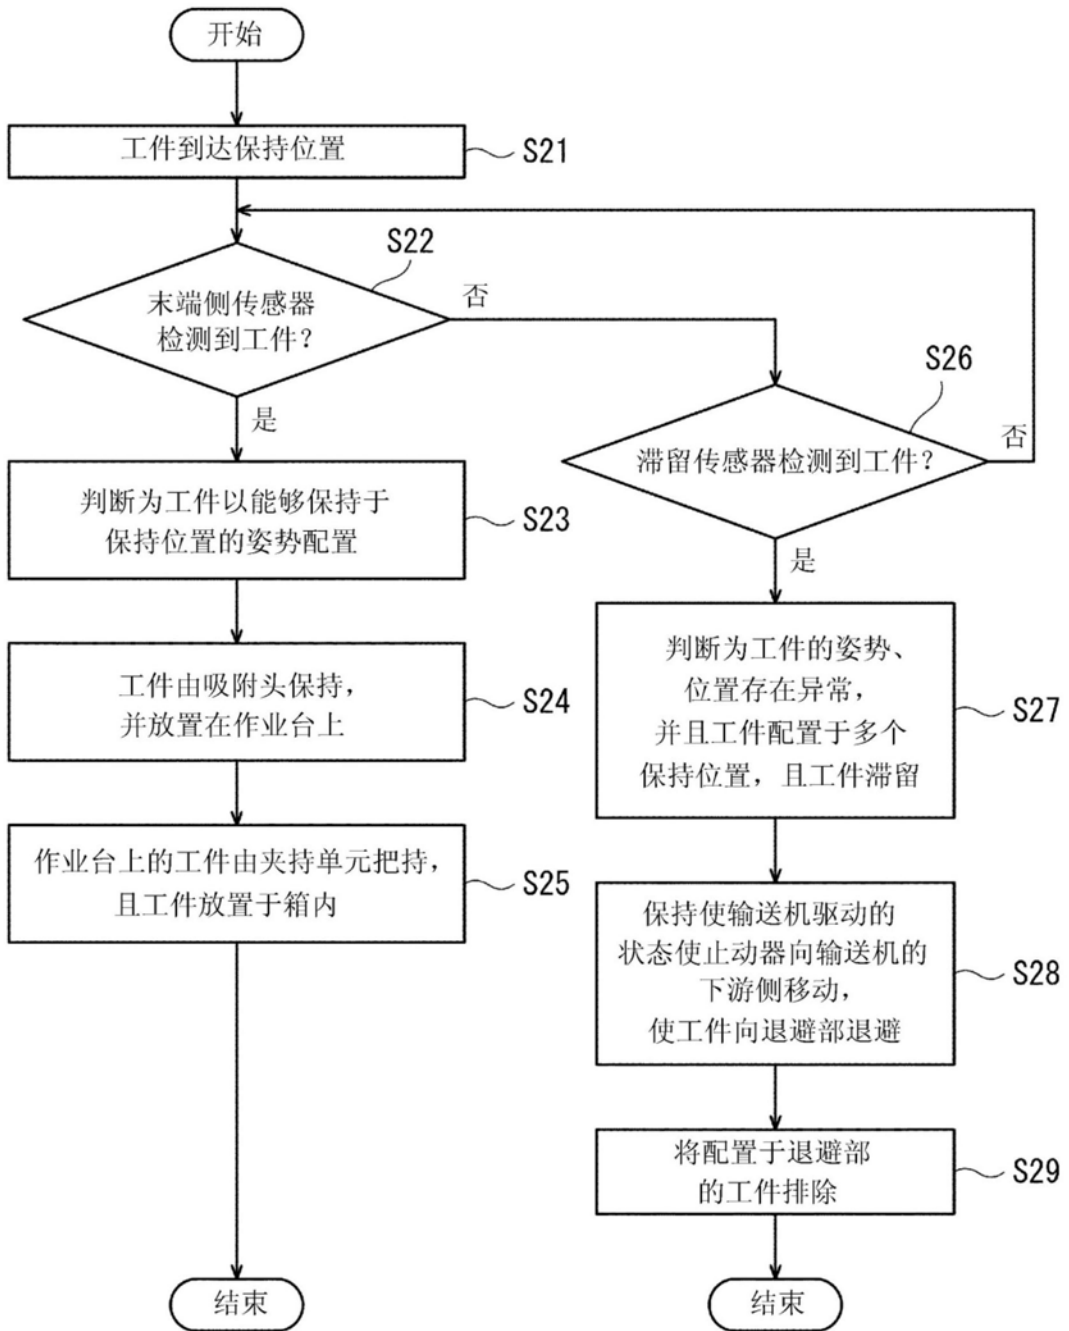 开始
工件到达保持位置
S21
S22
末端侧传感器
检测到工件？
否
是
S26
滞留传感器检测到工件？
否
是
判断为工件以能够保持于
保持位置的姿势配置
S23
工件由吸附头保持，
并放置在作业台上
S24
作业台上的工件由夹持单元把持，
且工件放置于箱内
S25
判断为工件的姿势、
位置存在异常，
并且工件配置于多个
保持位置，且工件滞留
S27
保持使输送机驱动的
状态使止动器向输送机的
下游侧移动，
使工件向退避部退避
S28
将配置于退避部
的工件排除
S29
结束
结束